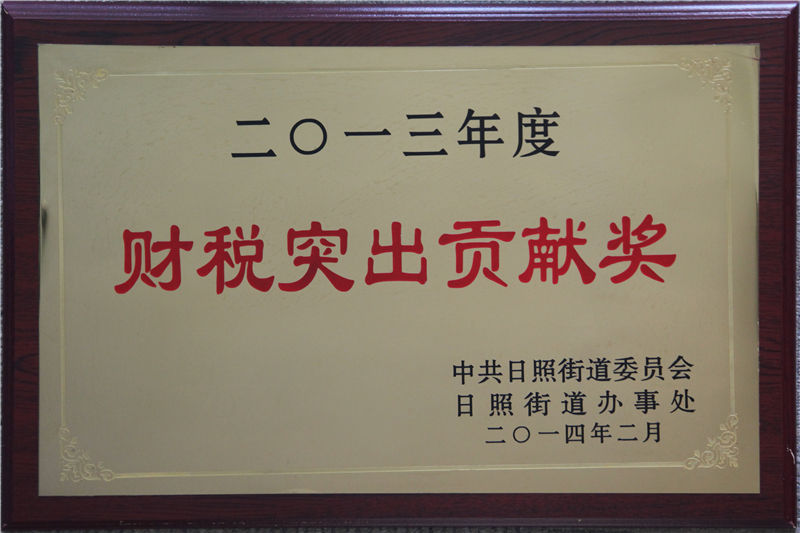 二〇一三年度
财税突出贡献奖
中共日照街道委员会
日照街道办事处
二〇一四年二月